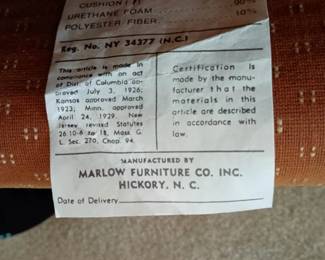 CUSHION / FT
URETHANE FOAM
POLYESTER FIBER 10%
Reg. No. NY 34377 (N.C.)
This article is made in
compliance with an act
of Dist. of Columbia ap-
proved July 3, 1926;
Kansas approved March
1923; Minn. approved
April 24, 1929. New
Jersey revised Statutes
26.10-6 to 18, Mass G.
L. Sec. 270, Chap. 94.
Certification is
made by the manu-
facturer that the
materials in this
article are described
in accordance with
law.
MANUFACTURED BY
MARLOW FURNITURE CO. INC.
HICKORY, N. C.
Date of Delivery